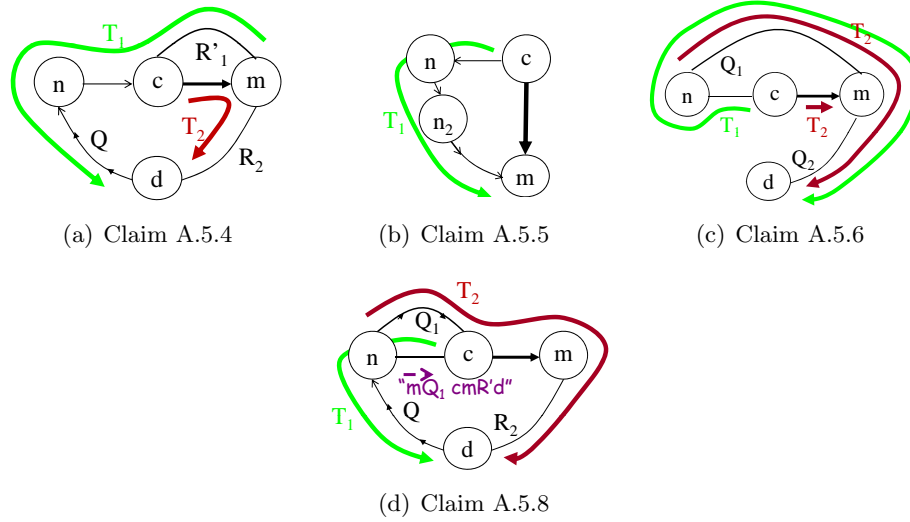 T₁
R'₁
n
c
m
T₂
Q
R₂
d
(a) Claim A.5.4
n
c
n₂
T₁
m
(b) Claim A.5.5
T₂
Q₁
n
c
m
T₁
T₂
Q₂
d
(c) Claim A.5.6
T₂
Q₁
n
c
m
"mQ₁ cmR'd"
T₁
Q
R₂
d
(d) Claim A.5.8